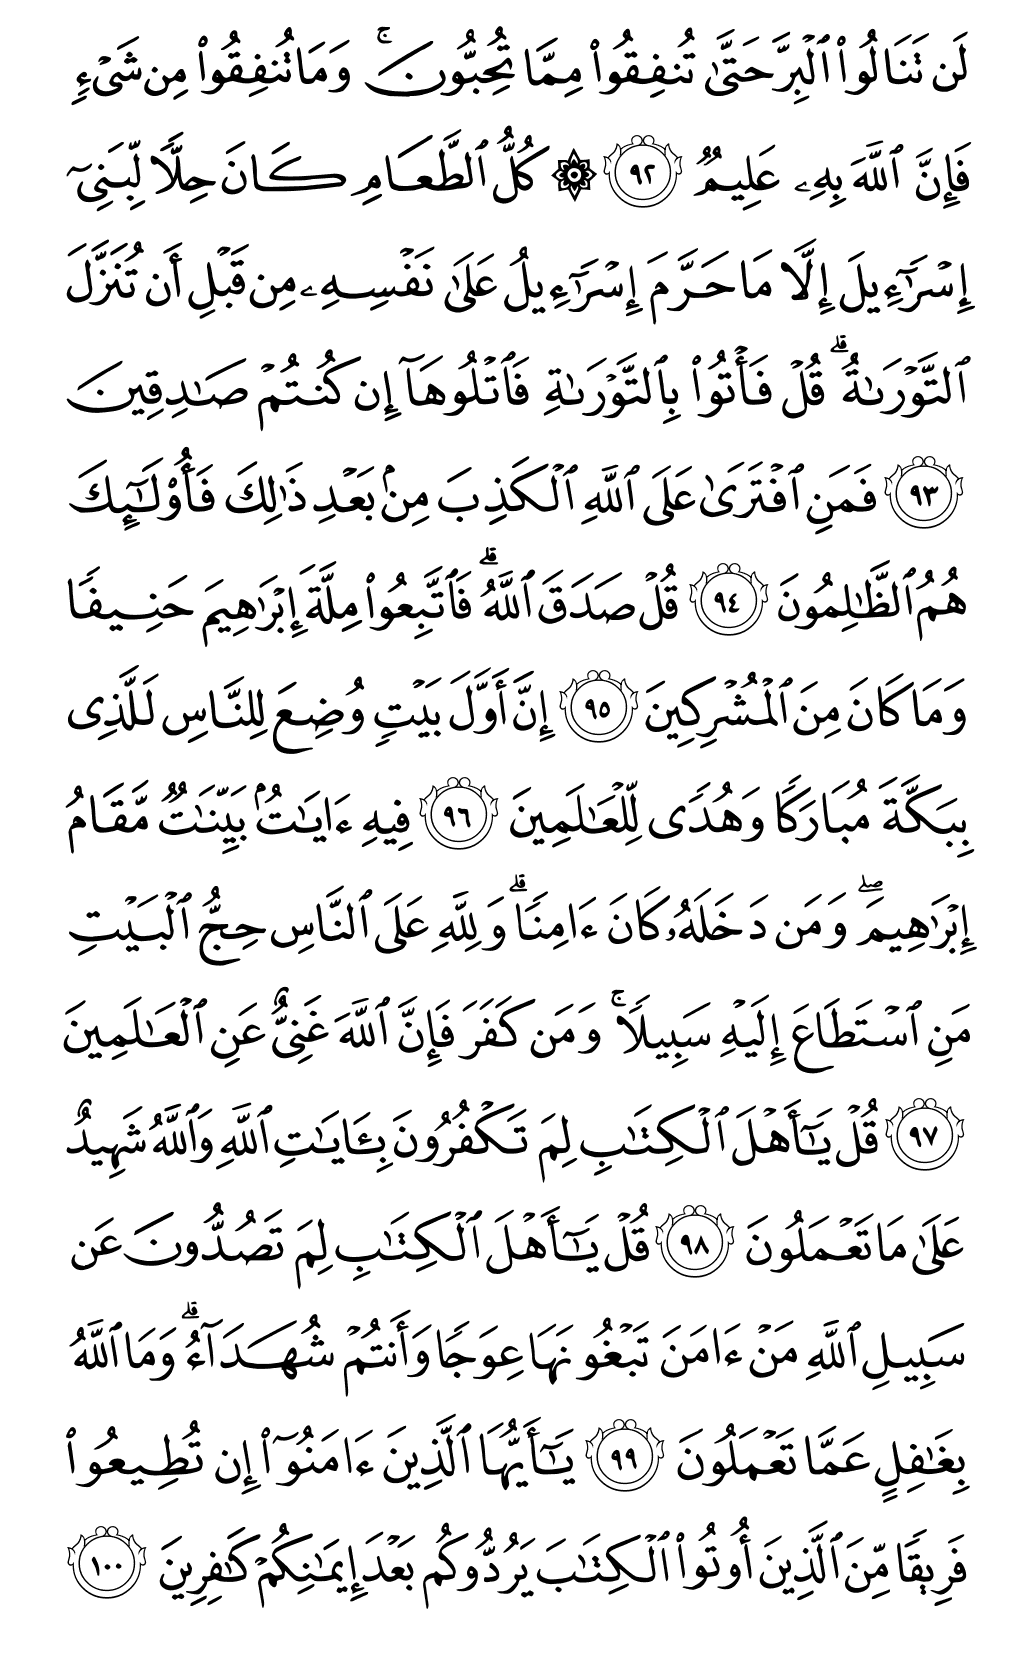 لَن تَنَالُوا۟ ٱلْبِرَّ حَتَّىٰ تُنفِقُوا۟ مِمَّا تُحِبُّونَ ۚ وَمَا تُنفِقُوا۟ مِن شَىْءٍ
فَإِنَّ ٱللَّهَ بِهِۦ عَلِيمٌ ٩٢ ۞ كُلُّ ٱلطَّعَامِ كَانَ حِلًّا لِّبَنِىٓ
إِسْرَٰٓءِيلَ إِلَّا مَا حَرَّمَ إِسْرَٰٓءِيلُ عَلَىٰ نَفْسِهِۦ مِن قَبْلِ أَن تُنَزَّلَ
ٱلتَّوْرَىٰةُ ۗ قُلْ فَأْتُوا۟ بِٱلتَّوْرَىٰةِ فَٱتْلُوهَآ إِن كُنتُمْ صَـٰدِقِينَ
٩٣ فَمَنِ ٱفْتَرَىٰ عَلَى ٱللَّهِ ٱلْكَذِبَ مِنۢ بَعْدِ ذَٰلِكَ فَأُو۟لَـٰٓئِكَ
هُمُ ٱلظَّـٰلِمُونَ ٩٤ قُلْ صَدَقَ ٱللَّهُ ۗ فَٱتَّبِعُوا۟ مِلَّةَ إِبْرَٰهِيمَ حَنِيفًا
وَمَا كَانَ مِنَ ٱلْمُشْرِكِينَ ٩٥ إِنَّ أَوَّلَ بَيْتٍ وُضِعَ لِلنَّاسِ لَلَّذِى
بِبَكَّةَ مُبَارَكًا وَهُدًى لِّلْعَـٰلَمِينَ ٩٦ فِيهِ ءَايَـٰتٌۢ بَيِّنَـٰتٌ مَّقَامُ
إِبْرَٰهِيمَ ۖ وَمَن دَخَلَهُۥ كَانَ ءَامِنًا ۗ وَلِلَّهِ عَلَى ٱلنَّاسِ حِجُّ ٱلْبَيْتِ
مَنِ ٱسْتَطَاعَ إِلَيْهِ سَبِيلًا ۚ وَمَن كَفَرَ فَإِنَّ ٱللَّهَ غَنِىٌّ عَنِ ٱلْعَـٰلَمِينَ
٩٧ قُلْ يَـٰٓأَهْلَ ٱلْكِتَـٰبِ لِمَ تَكْفُرُونَ بِـَٔايَـٰتِ ٱللَّهِ وَٱللَّهُ شَهِيدٌ
عَلَىٰ مَا تَعْمَلُونَ ٩٨ قُلْ يَـٰٓأَهْلَ ٱلْكِتَـٰبِ لِمَ تَصُدُّونَ عَن
سَبِيلِ ٱللَّهِ مَنْ ءَامَنَ تَبْغُونَهَا عِوَجًا وَأَنتُمْ شُهَدَآءُ ۗ وَمَا ٱللَّهُ
بِغَـٰفِلٍ عَمَّا تَعْمَلُونَ ٩٩ يَـٰٓأَيُّهَا ٱلَّذِينَ ءَامَنُوٓا۟ إِن تُطِيعُوا۟
فَرِيقًا مِّنَ ٱلَّذِينَ أُوتُوا۟ ٱلْكِتَـٰبَ يَرُدُّوكُم بَعْدَ إِيمَـٰنِكُمْ كَـٰفِرِينَ ١٠٠